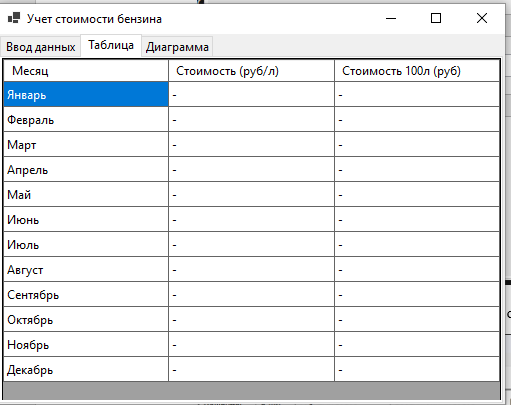 Учет стоимости бензина
Ввод данных Таблица Диаграмма
Месяц Стоимость (руб/л) Стоимость 100л (руб)
Январь - -
Февраль - -
Март - -
Апрель - -
Май - -
Июнь - -
Июль - -
Август - -
Сентябрь - -
Октябрь - -
Ноябрь - -
Декабрь - -